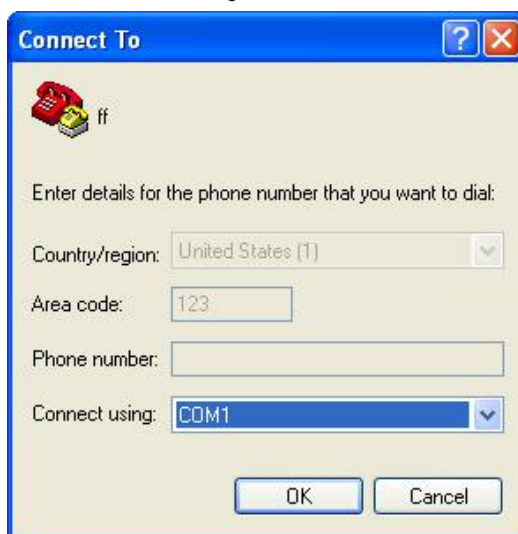 Connect To
ff
Enter details for the phone number that you want to dial:
Country/region: United States (1)
Area code: 123
Phone number:
Connect using: COM1
OK Cancel